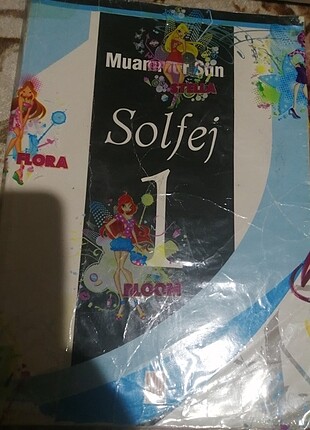 Muammer Sun
STELLA
Solfej
FLORA
1
BLOOM